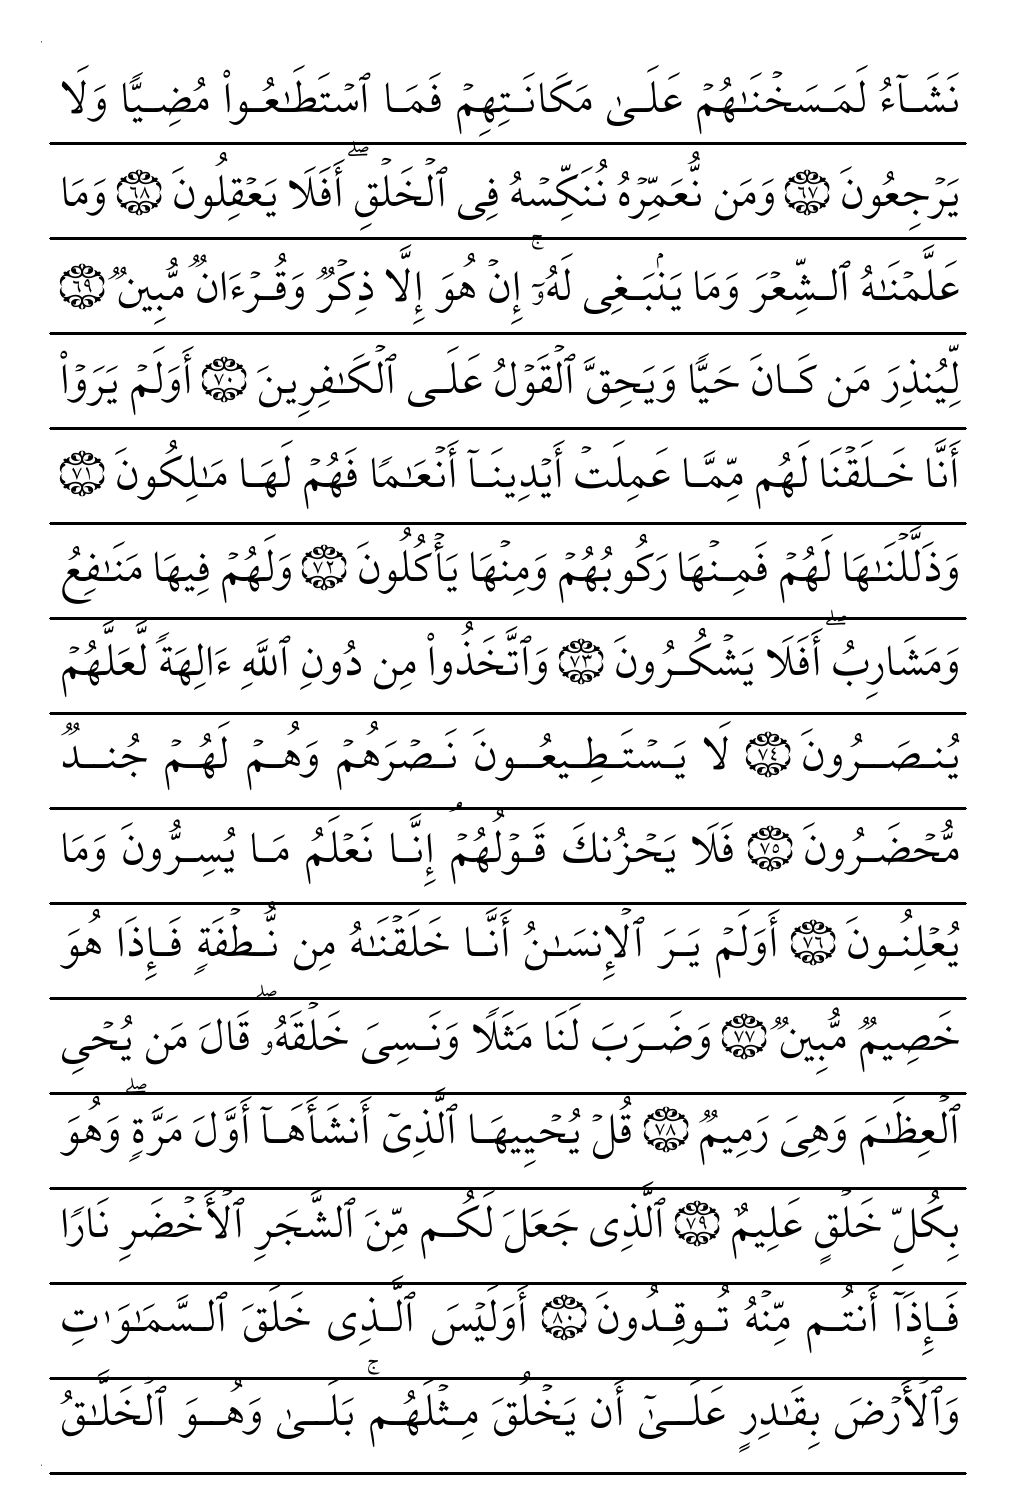 نَشَآءُ لَمَسَخۡنَٰهُمۡ عَلَىٰ مَكَانَتِهِمۡ فَمَا ٱسۡتَطَٰعُواْ مُضِيّٗا وَلَا
يَرۡجِعُونَ ۝٦٧ وَمَن نُّعَمِّرۡهُ نُنَكِّسۡهُ فِي ٱلۡخَلۡقِۖ أَفَلَا يَعۡقِلُونَ ۝٦٨ وَمَا
عَلَّمۡنَٰهُ ٱلشِّعۡرَ وَمَا يَنۢبَغِي لَهُۥٓۚ إِنۡ هُوَ إِلَّا ذِكۡرٞ وَقُرۡءَانٞ مُّبِينٞ ۝٦٩
لِّيُنذِرَ مَن كَانَ حَيّٗا وَيَحِقَّ ٱلۡقَوۡلُ عَلَى ٱلۡكَٰفِرِينَ ۝٧٠ أَوَلَمۡ يَرَوۡاْ
أَنَّا خَلَقۡنَا لَهُم مِّمَّا عَمِلَتۡ أَيۡدِينَآ أَنۡعَٰمٗا فَهُمۡ لَهَا مَٰلِكُونَ ۝٧١
وَذَلَّلۡنَٰهَا لَهُمۡ فَمِنۡهَا رَكُوبُهُمۡ وَمِنۡهَا يَأۡكُلُونَ ۝٧٢ وَلَهُمۡ فِيهَا مَنَٰفِعُ
وَمَشَارِبُۖ أَفَلَا يَشۡكُرُونَ ۝٧٣ وَٱتَّخَذُواْ مِن دُونِ ٱللَّهِ ءَالِهَةٗ لَّعَلَّهُمۡ
يُنصَرُونَ ۝٧٤ لَا يَسۡتَطِيعُونَ نَصۡرَهُمۡ وَهُمۡ لَهُمۡ جُندٞ
مُّحۡضَرُونَ ۝٧٥ فَلَا يَحۡزُنكَ قَوۡلُهُمۡۘ إِنَّا نَعۡلَمُ مَا يُسِرُّونَ وَمَا
يُعۡلِنُونَ ۝٧٦ أَوَلَمۡ يَرَ ٱلۡإِنسَٰنُ أَنَّا خَلَقۡنَٰهُ مِن نُّطۡفَةٖ فَإِذَا هُوَ
خَصِيمٞ مُّبِينٞ ۝٧٧ وَضَرَبَ لَنَا مَثَلٗا وَنَسِيَ خَلۡقَهُۥۖ قَالَ مَن يُحۡيِ
ٱلۡعِظَٰمَ وَهِيَ رَمِيمٞ ۝٧٨ قُلۡ يُحۡيِيهَا ٱلَّذِيٓ أَنشَأَهَآ أَوَّلَ مَرَّةٖۖ وَهُوَ
بِكُلِّ خَلۡقٍ عَلِيمٌ ۝٧٩ ٱلَّذِي جَعَلَ لَكُم مِّنَ ٱلشَّجَرِ ٱلۡأَخۡضَرِ نَارٗا
فَإِذَآ أَنتُم مِّنۡهُ تُوقِدُونَ ۝٨٠ أَوَلَيۡسَ ٱلَّذِي خَلَقَ ٱلسَّمَٰوَٰتِ
وَٱلۡأَرۡضَ بِقَٰدِرٍ عَلَىٰٓ أَن يَخۡلُقَ مِثۡلَهُمۚ بَلَىٰ وَهُوَ ٱلۡخَلَّٰقُ